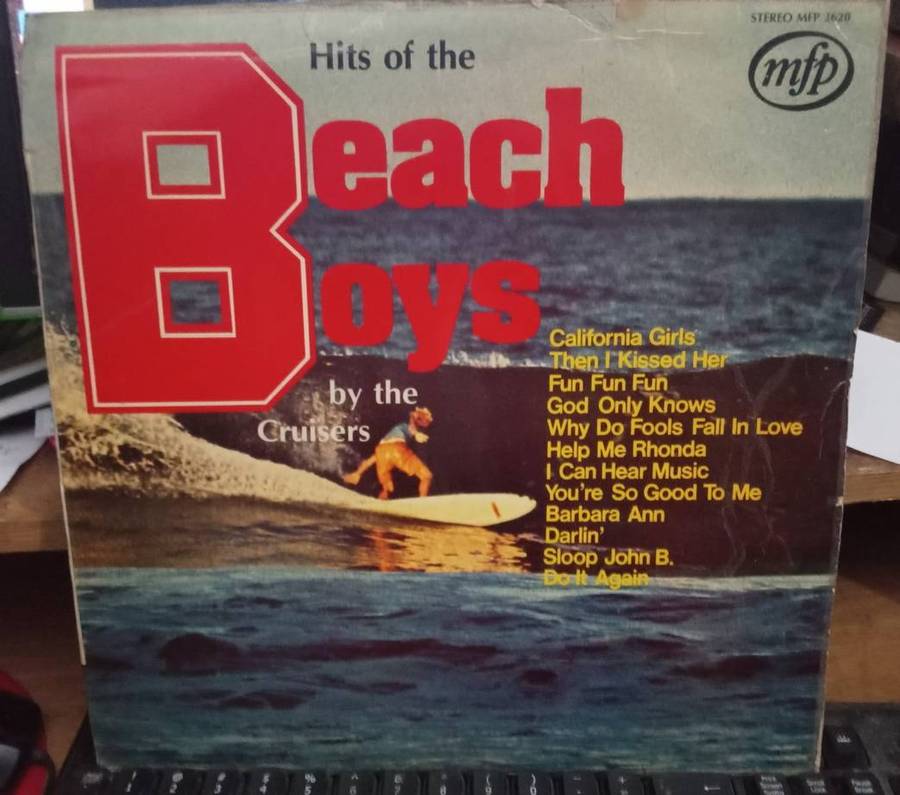 STEREO MFP
mfp
Hits of the
Beach
Boys
by the
Cruisers
California Girls
Then I Kissed Her
Fun Fun Fun
God Only Knows
Why Do Fools Fall In Love
Help Me Rhonda
I Can Hear Music
You're So Good To Me
Barbara Ann
Darlin'
Sloop John B.
Do It Again